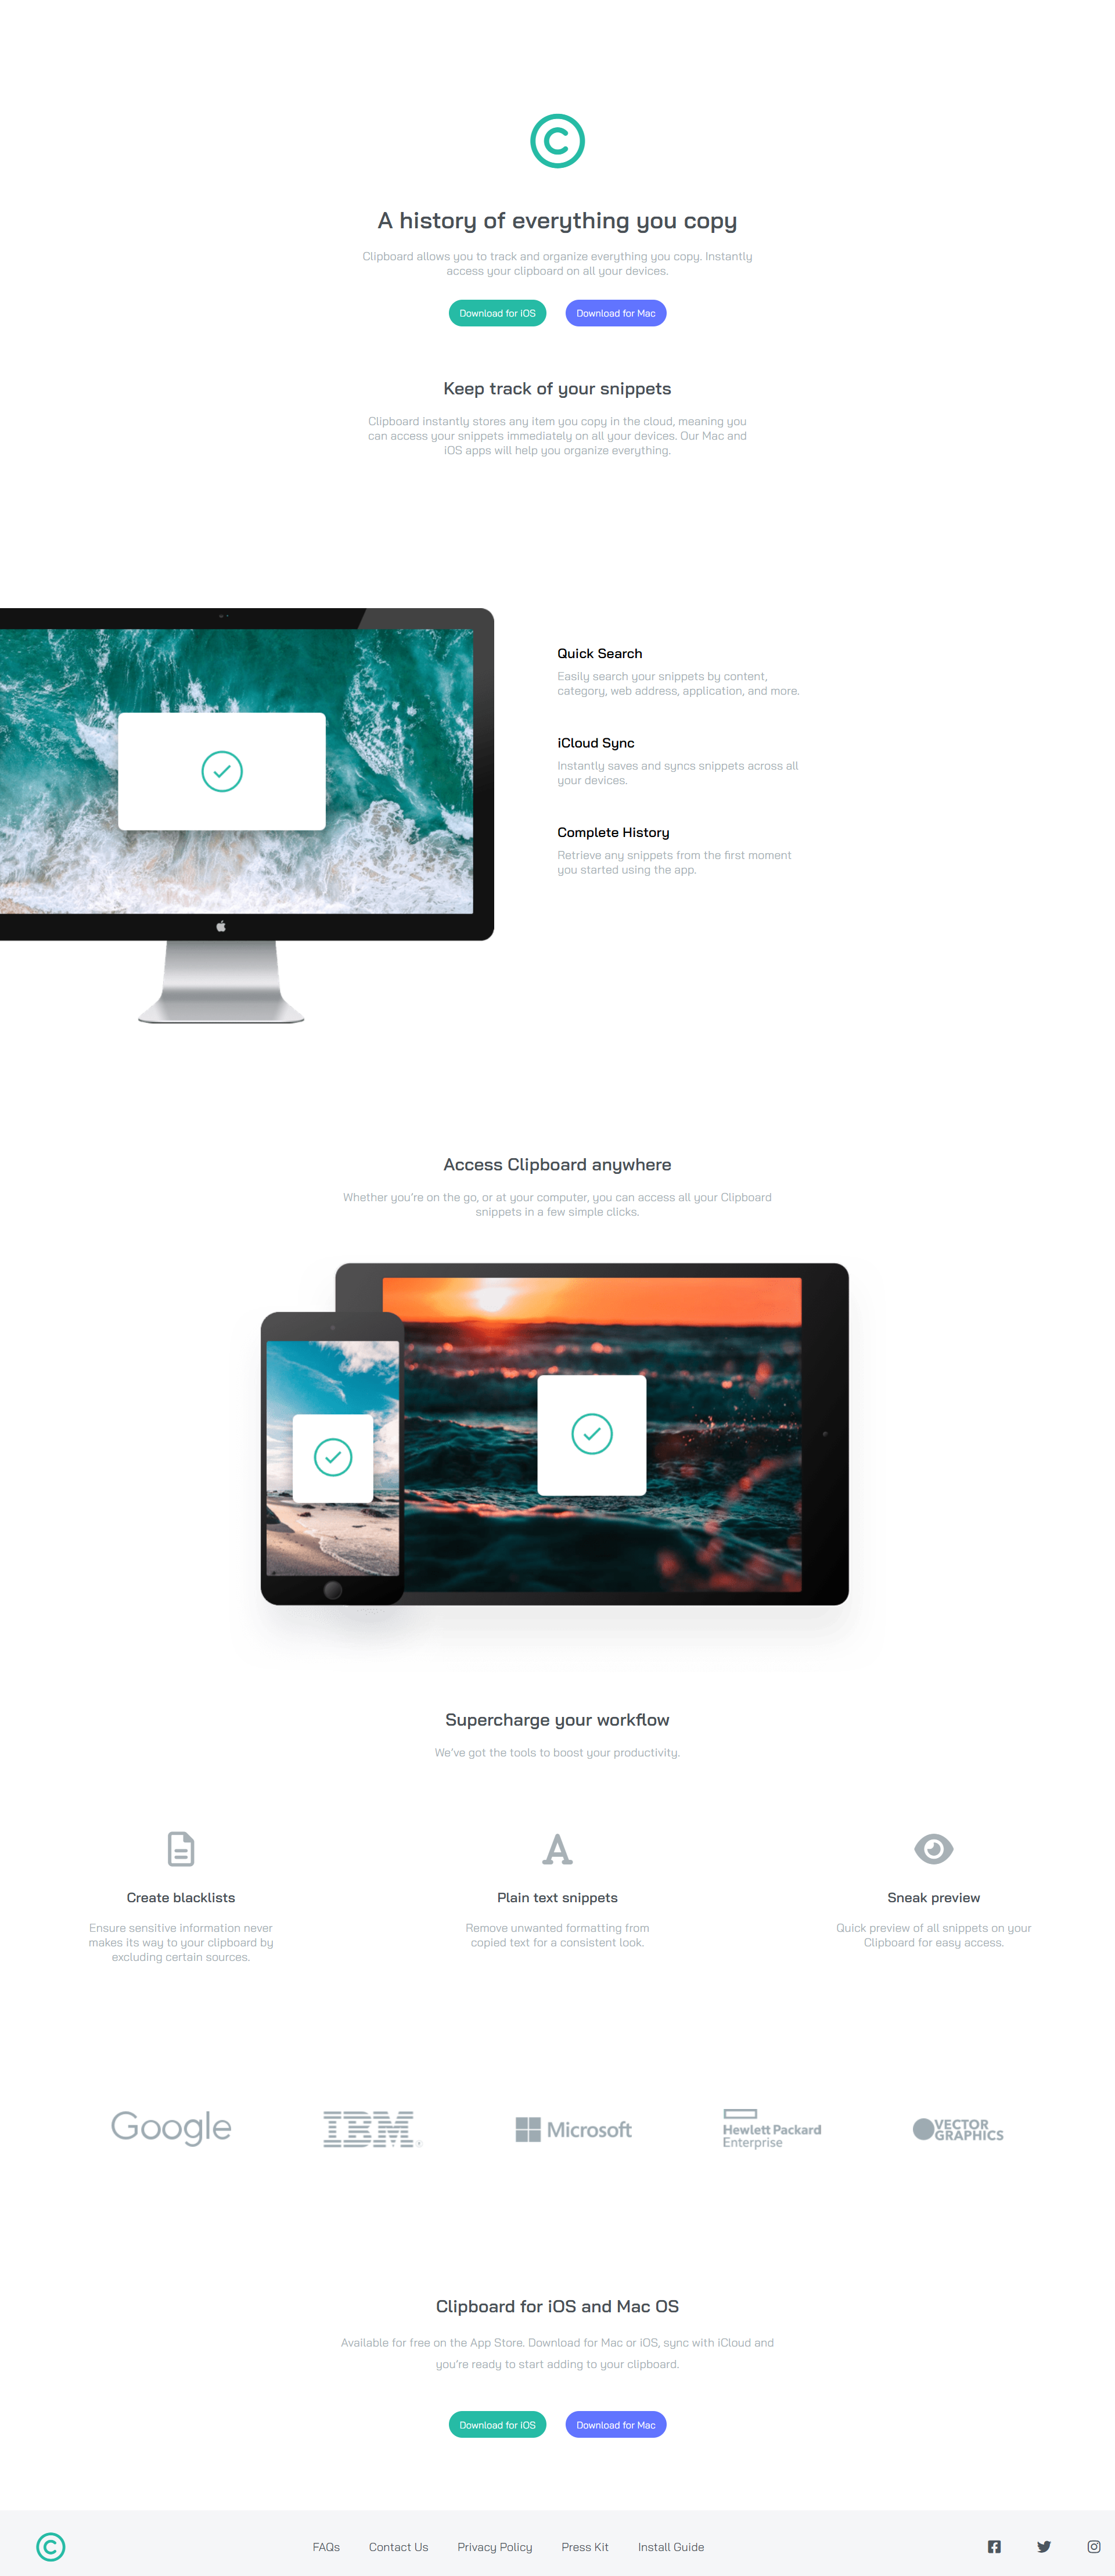 A history of everything you copy
Clipboard allows you to track and organize everything you copy. Instantly
access your clipboard on all your devices.
Download for iOS
Download for Mac
Keep track of your snippets
Clipboard instantly stores any item you copy in the cloud, meaning you
can access your snippets immediately on all your devices. Our Mac and
iOS apps will help you organize everything.
Quick Search
Easily search your snippets by content,
category, web address, application, and more.
iCloud Sync
Instantly saves and syncs snippets across all
your devices.
Complete History
Retrieve any snippets from the first moment
you started using the app.
Access Clipboard anywhere
Whether you're on the go, or at your computer, you can access all your Clipboard
snippets in a few simple clicks.
Supercharge your workflow
We've got the tools to boost your productivity.
Create blacklists
Ensure sensitive information never
makes its way to your clipboard by
excluding certain sources.
Plain text snippets
Remove unwanted formatting from
copied text for a consistent look.
Sneak preview
Quick preview of all snippets on your
Clipboard for easy access.
Google
IBM
Microsoft
Hewlett Packard
Enterprise
VECTOR
GRAPHICS
Clipboard for iOS and Mac OS
Available for free on the App Store. Download for Mac or iOS, sync with iCloud and
you're ready to start adding to your clipboard.
Download for iOS
Download for Mac
FAQs
Contact Us
Privacy Policy
Press Kit
Install Guide